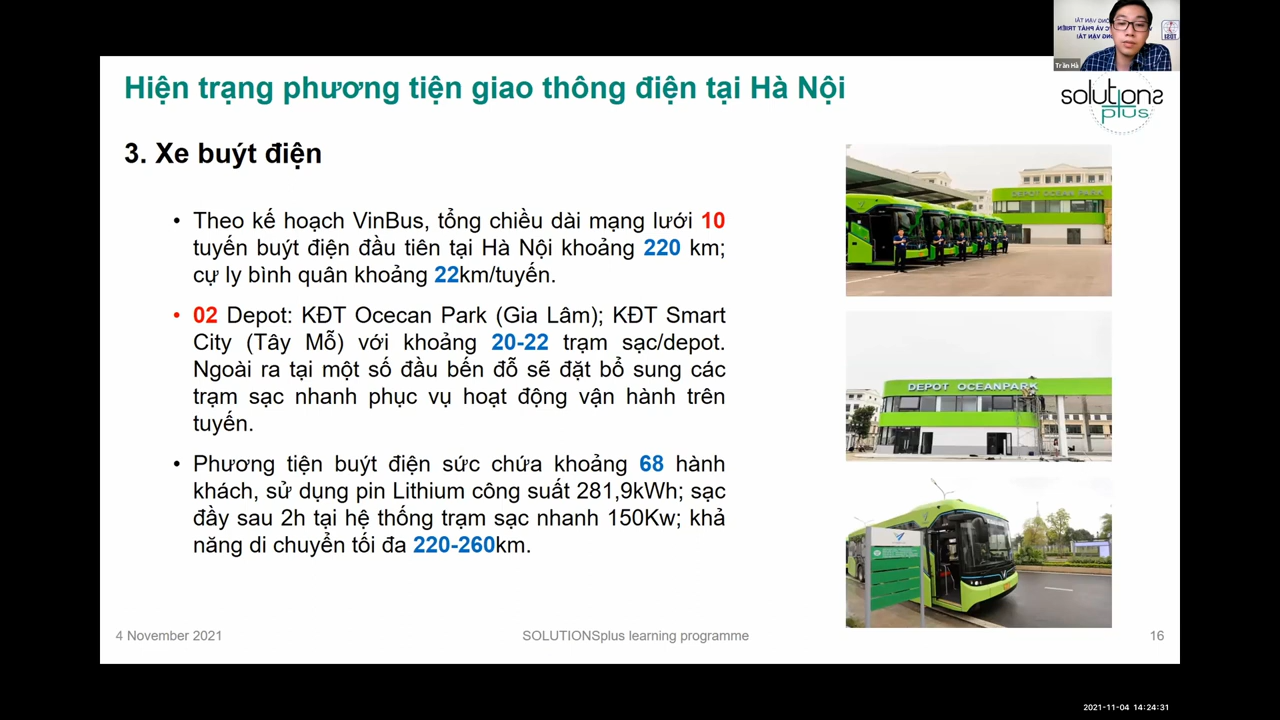 Hiện trạng phương tiện giao thông điện tại Hà Nội
Trần Hà
solutions
plus
3. Xe buýt điện
• Theo kế hoạch VinBus, tổng chiều dài mạng lưới 10
tuyến buýt điện đầu tiên tại Hà Nội khoảng 220 km;
cự ly bình quân khoảng 22km/tuyến.
• 02 Depot: KĐT Ocecan Park (Gia Lâm); KĐT Smart
City (Tây Mỗ) với khoảng 20-22 trạm sạc/depot.
Ngoài ra tại một số đầu bến đỗ sẽ đặt bổ sung các
trạm sạc nhanh phục vụ hoạt động vận hành trên
tuyến.
• Phương tiện buýt điện sức chứa khoảng 68 hành
khách, sử dụng pin Lithium công suất 281,9kWh; sạc
đầy sau 2h tại hệ thống trạm sạc nhanh 150Kw; khả
năng di chuyển tối đa 220-260km.
DEPOT OCEAN PARK
DEPOT OCEANPARK
4 November 2021
SOLUTIONSplus learning programme
16
2021-11-04 14:24:31